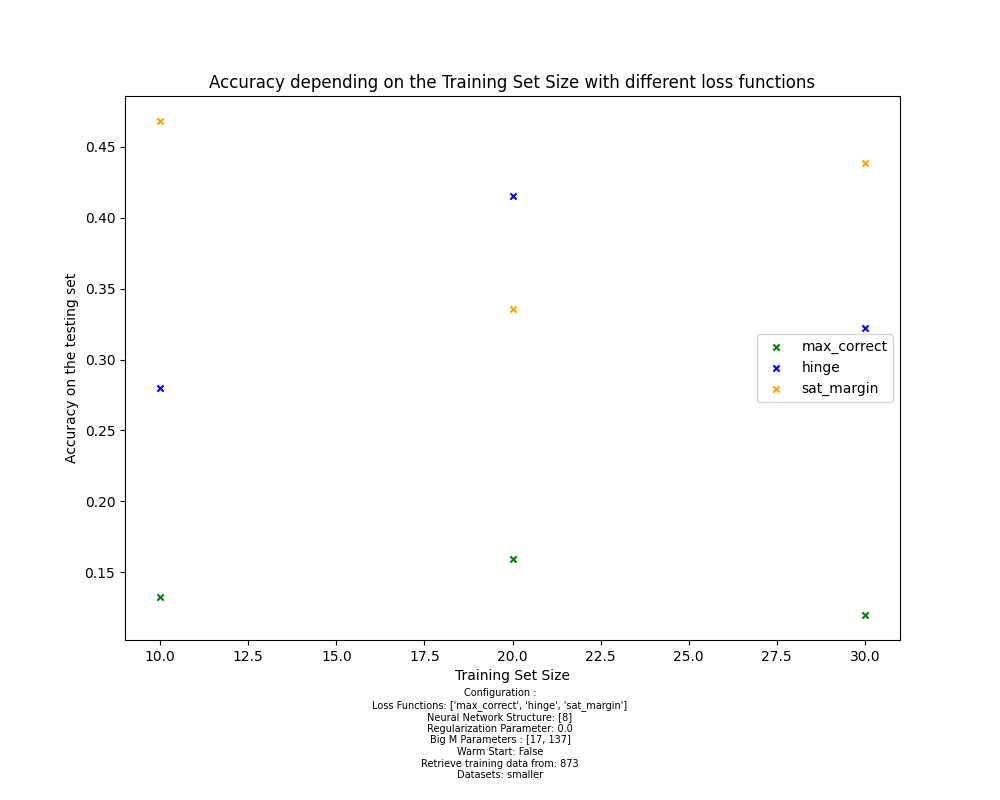 Accuracy depending on the Training Set Size with different loss functions
0.45
0.40
0.35
0.30
0.25
0.20
0.15
Accuracy on the testing set
max_correct
hinge
sat_margin
10.0 12.5 15.0 17.5 20.0 22.5 25.0 27.5 30.0
Training Set Size
Configuration :
Loss Functions: ['max_correct', 'hinge', 'sat_margin']
Neural Network Structure: [8]
Regularization Parameter: 0.0
Big M Parameters : [17, 137]
Warm Start: False
Retrieve training data from: 873
Datasets: smaller